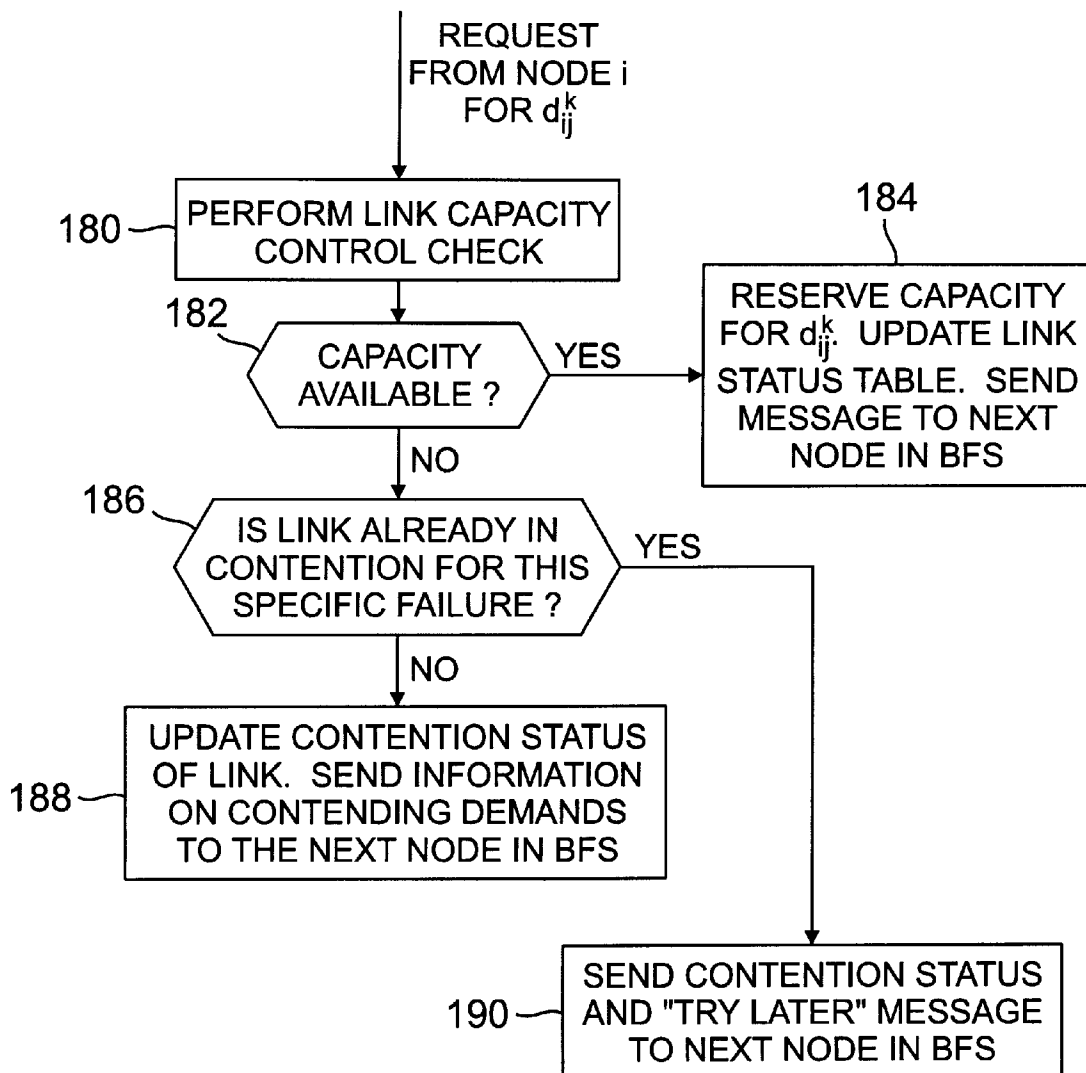 REQUEST
FROM NODE i
FOR d_{ij}^{k}
180
PERFORM LINK CAPACITY
CONTROL CHECK
182
CAPACITY
AVAILABLE ?
YES
184
RESERVE CAPACITY
FOR d_{ij}^{k}. UPDATE LINK
STATUS TABLE. SEND
MESSAGE TO NEXT
NODE IN BFS
NO
186
IS LINK ALREADY IN
CONTENTION FOR THIS
SPECIFIC FAILURE ?
YES
NO
188
UPDATE CONTENTION STATUS
OF LINK. SEND INFORMATION
ON CONTENDING DEMANDS
TO THE NEXT NODE IN BFS
190
SEND CONTENTION STATUS
AND "TRY LATER" MESSAGE
TO NEXT NODE IN BFS